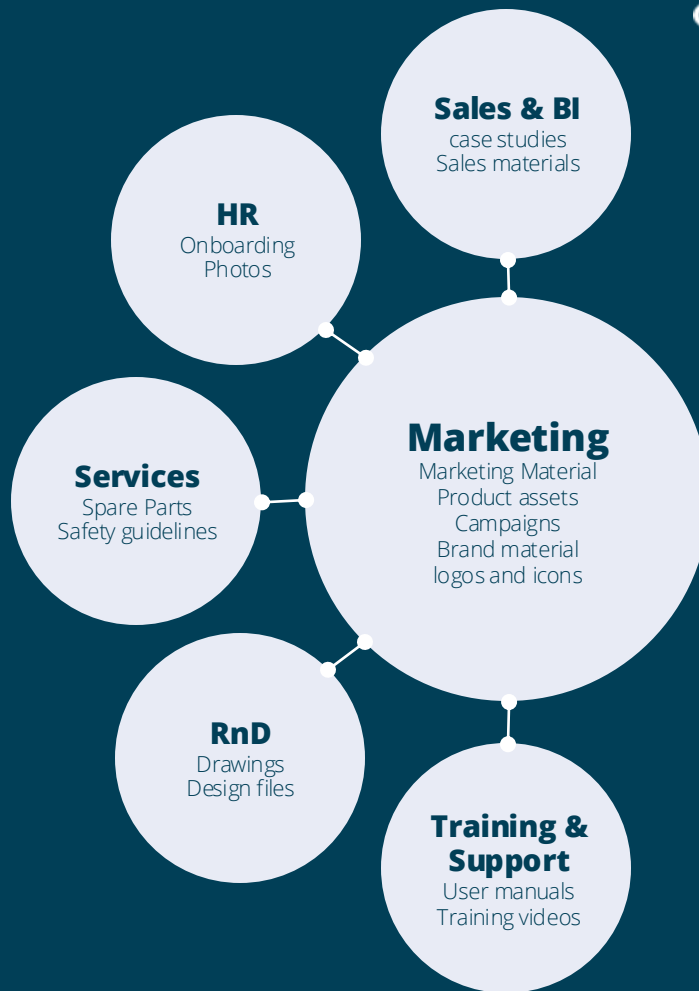 Sales & BI
case studies
Sales materials
HR
Onboarding
Photos
Marketing
Marketing Material
Product assets
Campaigns
Brand material
logos and icons
Services
Spare Parts
Safety guidelines
RnD
Drawings
Design files
Training &
Support
User manuals
Training videos